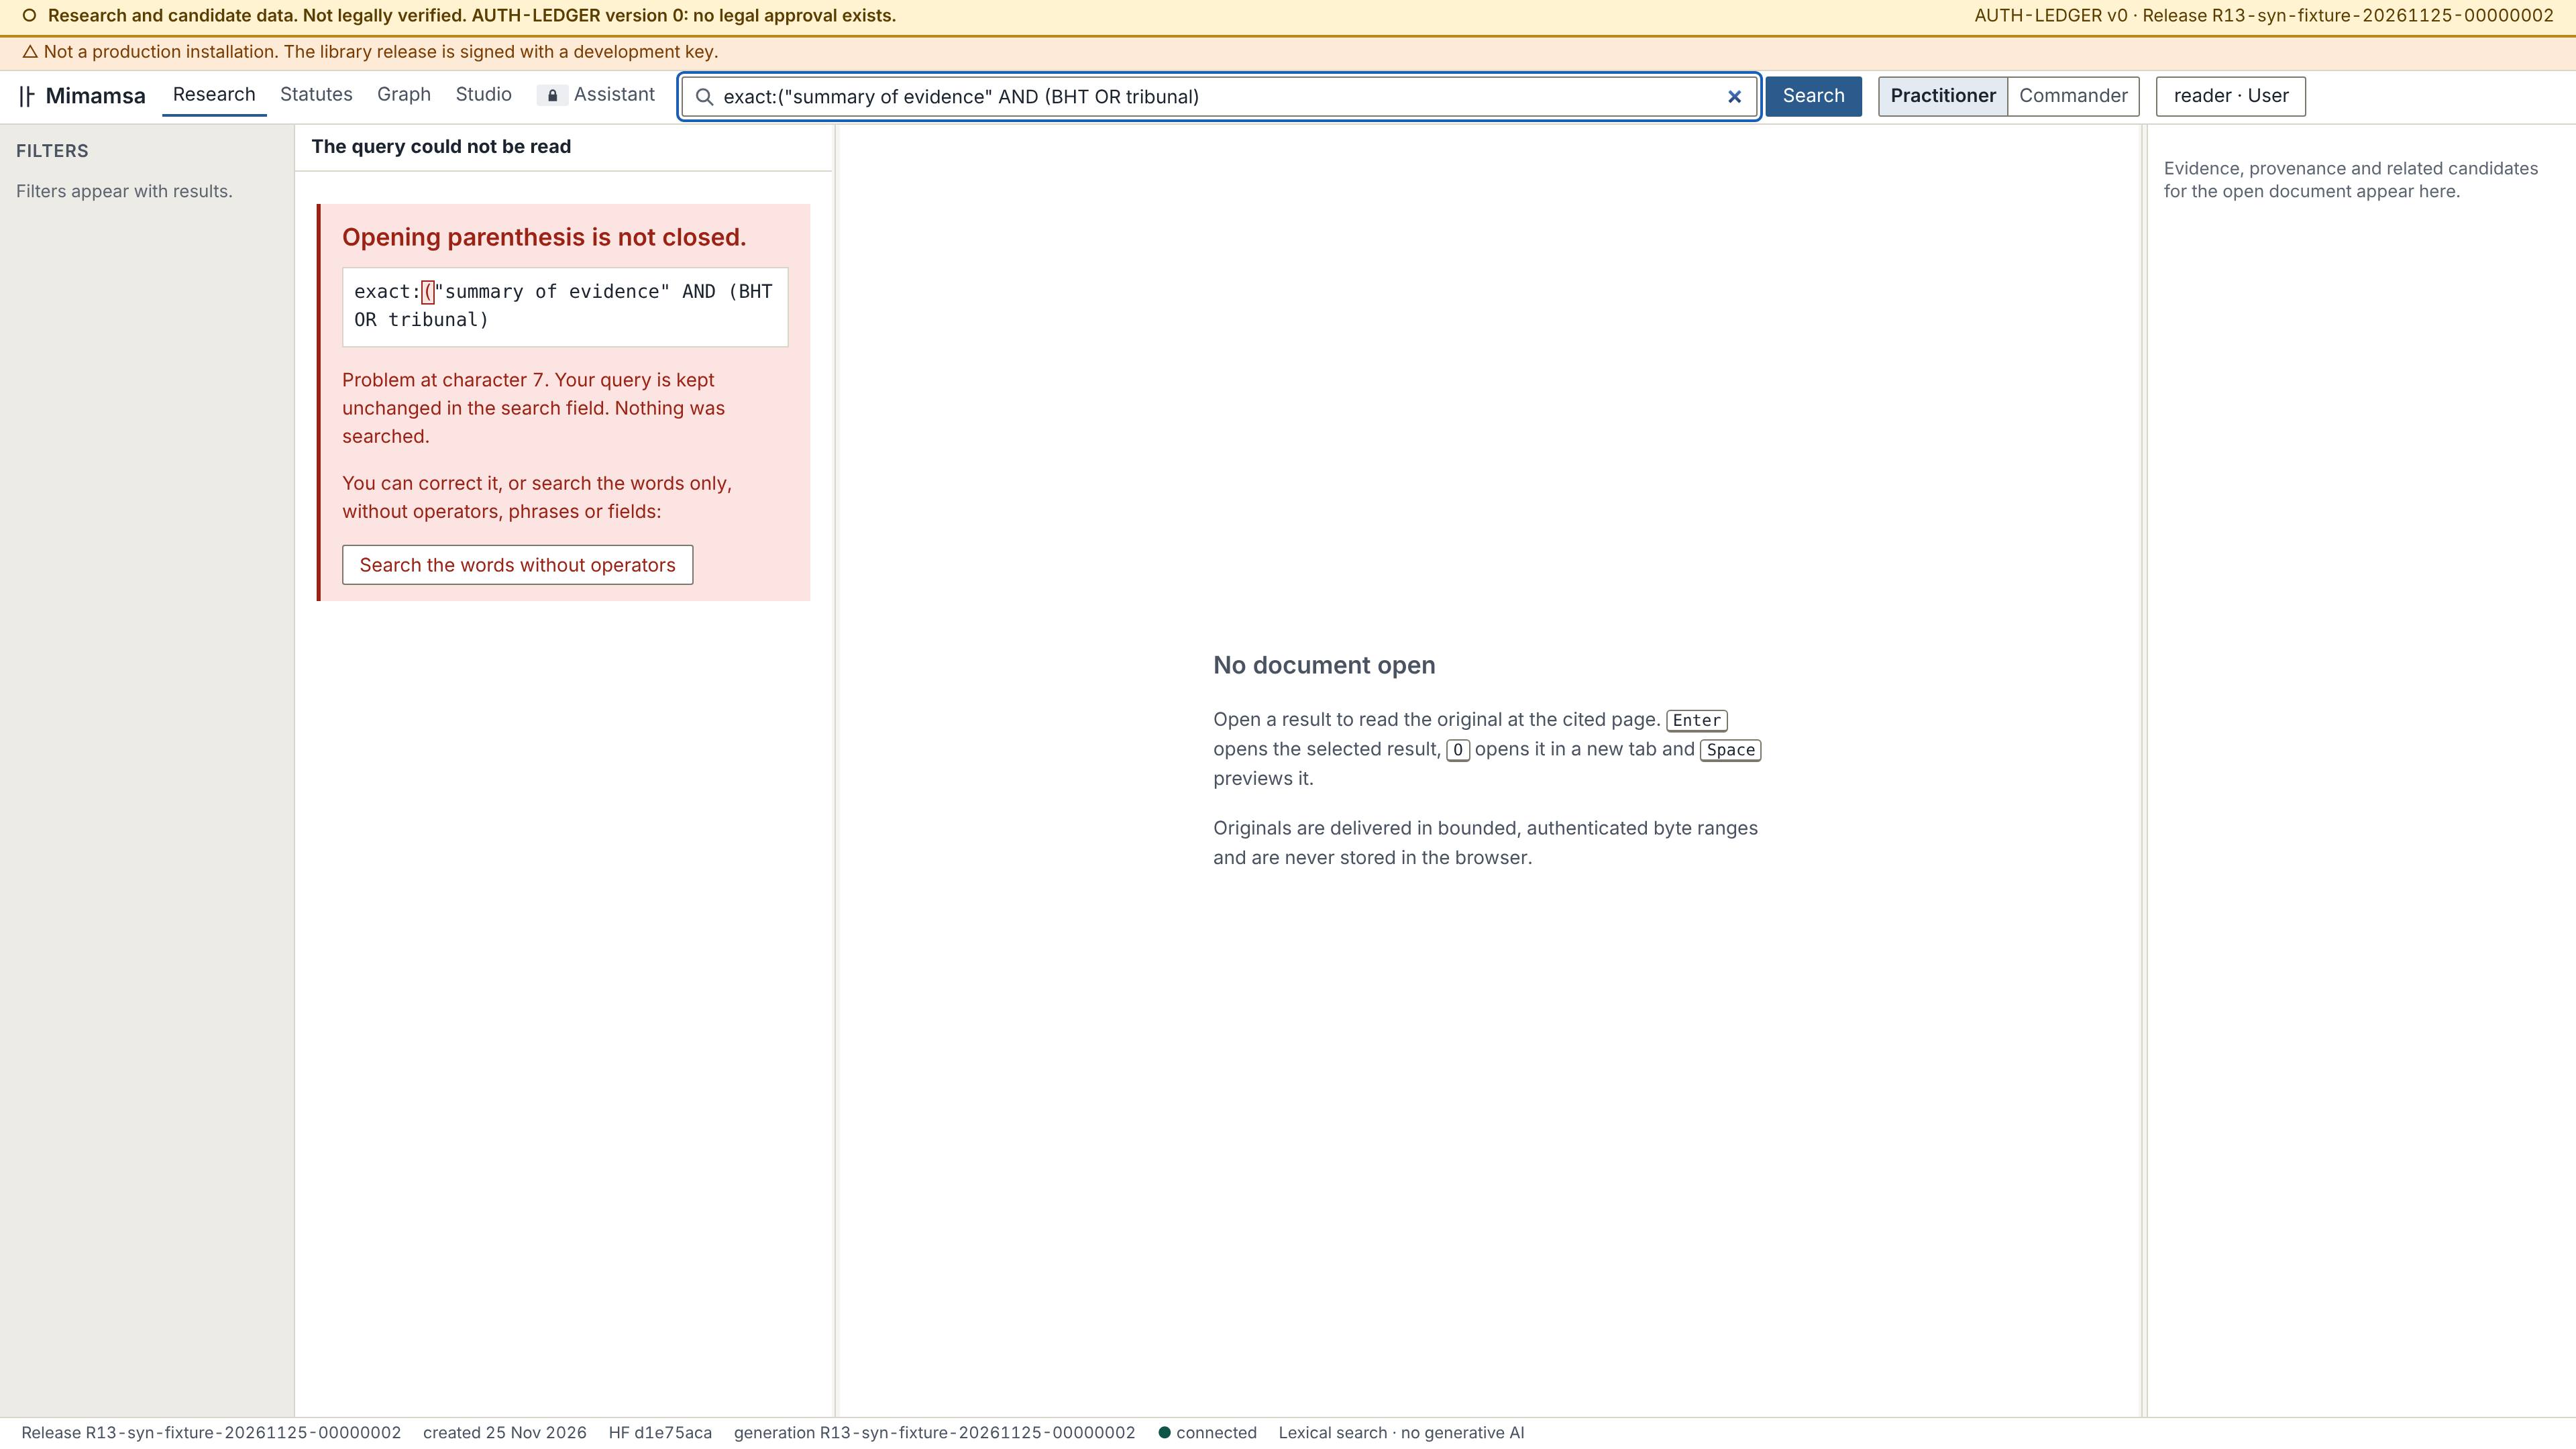 Research and candidate data. Not legally verified. AUTH-LEDGER version 0: no legal approval exists.
AUTH-LEDGER v0 · Release R13-syn-fixture-20261125-00000002
Not a production installation. The library release is signed with a development key.
Mimamsa
Research
Statutes
Graph
Studio
Assistant
exact:("summary of evidence" AND (BHT OR tribunal)
Search
Practitioner
Commander
reader · User
FILTERS
Filters appear with results.
The query could not be read
Opening parenthesis is not closed.
exact:("summary of evidence" AND (BHT
OR tribunal)
Problem at character 7. Your query is kept
unchanged in the search field. Nothing was
searched.
You can correct it, or search the words only,
without operators, phrases or fields:
Search the words without operators
No document open
Open a result to read the original at the cited page. Enter
opens the selected result, O opens it in a new tab and Space
previews it.
Originals are delivered in bounded, authenticated byte ranges
and are never stored in the browser.
Evidence, provenance and related candidates
for the open document appear here.
Release R13-syn-fixture-20261125-00000002 created 25 Nov 2026 HF d1e75aca generation R13-syn-fixture-20261125-00000002 connected Lexical search · no generative AI